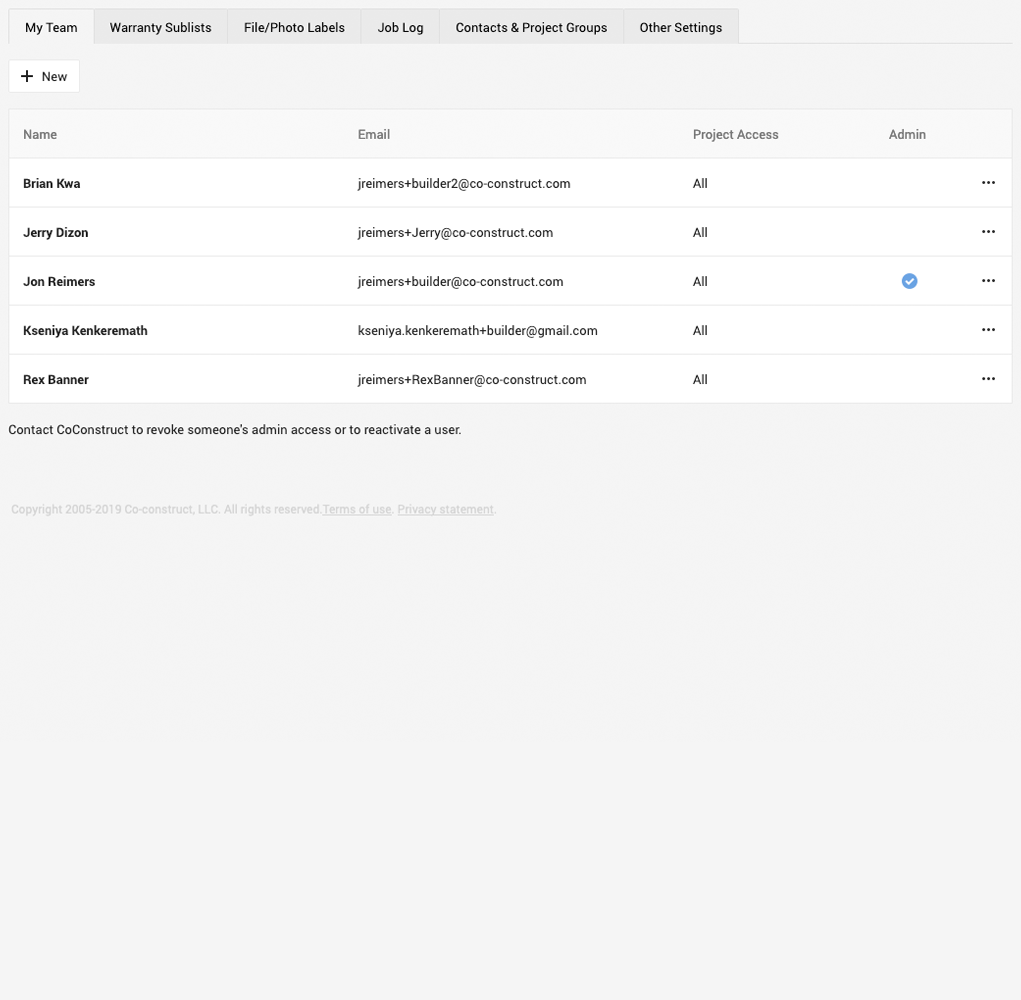 My Team Warranty Sublists File/Photo Labels Job Log Contacts & Project Groups Other Settings
+ New
Name Email Project Access Admin
Brian Kwa jreimers+builder2@co-construct.com All
Jerry Dizon jreimers+Jerry@co-construct.com All
Jon Reimers jreimers+builder@co-construct.com All
Kseniya Kenkeremath kseniya.kenkeremath+builder@gmail.com All
Rex Banner jreimers+RexBanner@co-construct.com All
Contact CoConstruct to revoke someone's admin access or to reactivate a user.
Copyright 2005-2019 Co-construct, LLC. All rights reserved.Terms of use. Privacy statement.